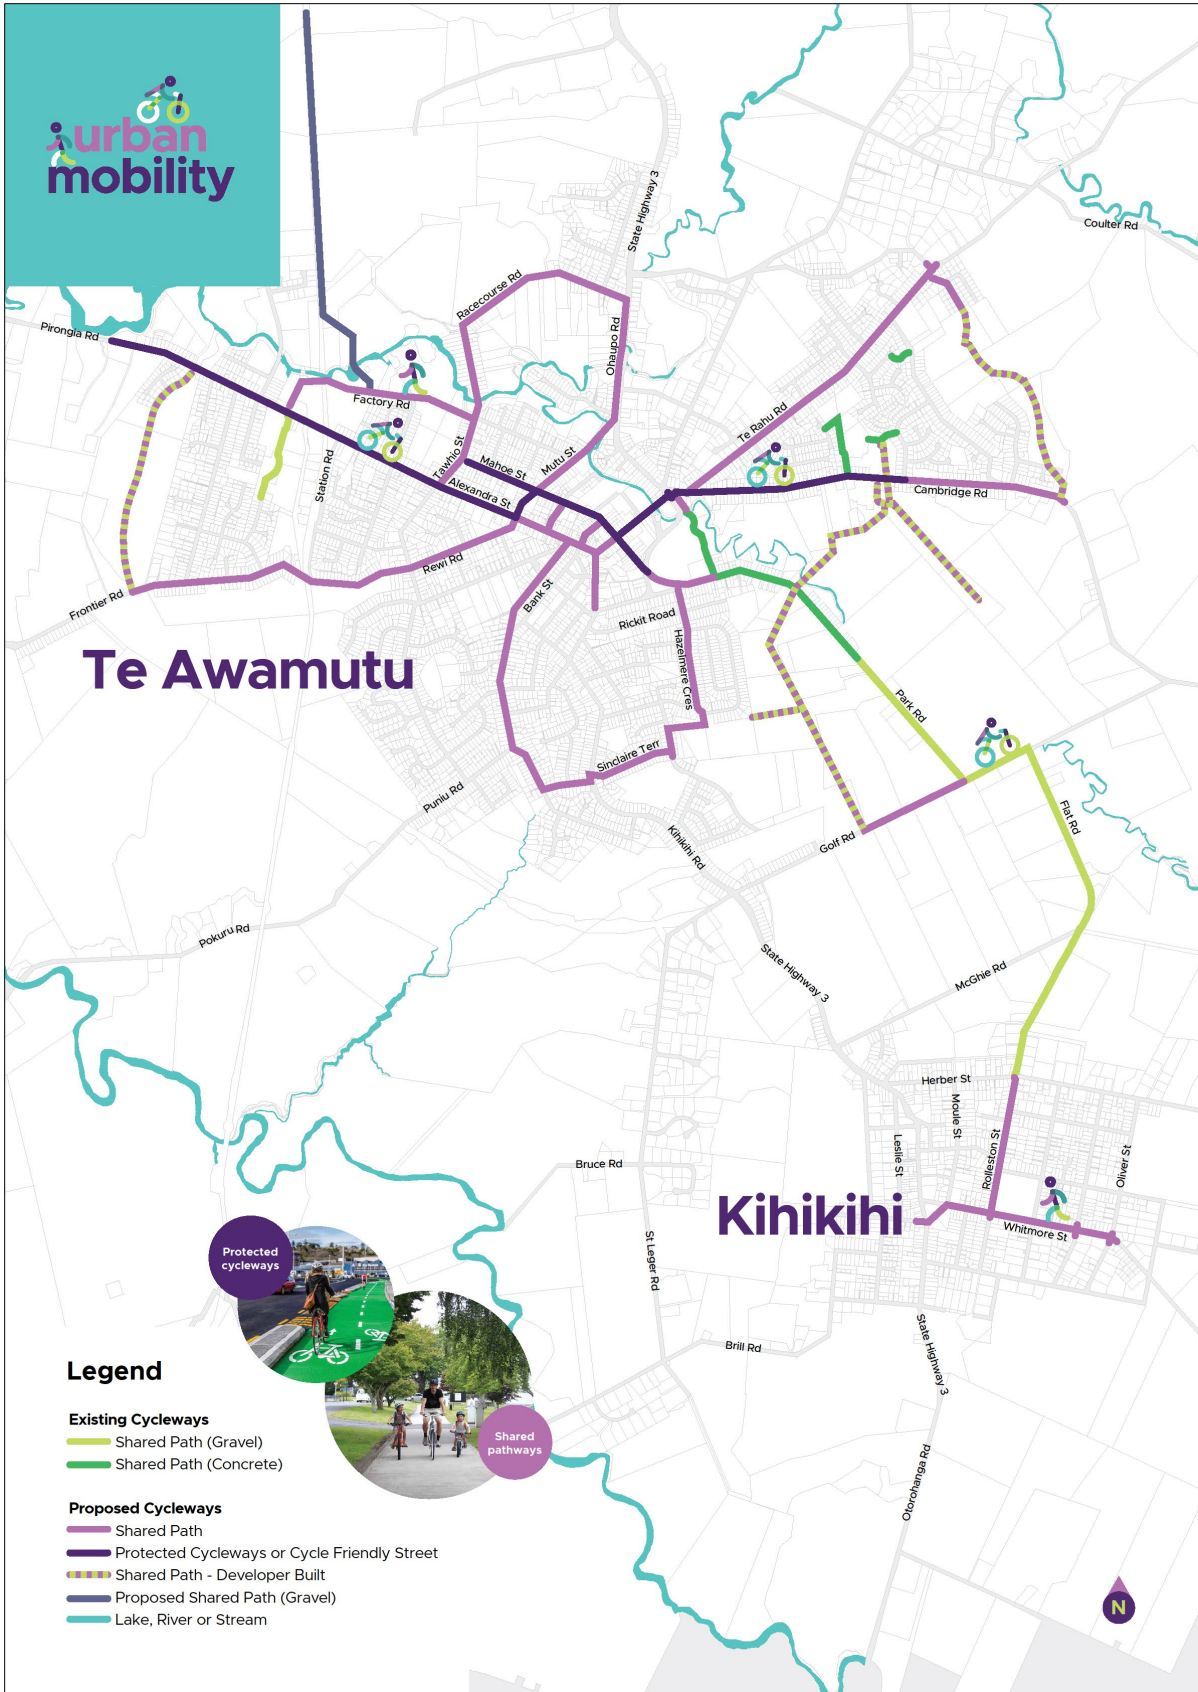 urban
mobility
State Highway 3
Coulter Rd
Racecourse Rd
Pirongia Rd
Ohaupo Rd
Factory Rd
Te Rahu Rd
Tawhio St
Mahoe St
Mutu St
Station Rd
Alexandra St
Cambridge Rd
Rewi Rd
Frontier Rd
Bank St
Rickit Road
Hazelmere Cres
Te Awamutu
Park Rd
Sinclaire Terr
Puniu Rd
Flat Rd
Kihikihi Rd
Golf Rd
Pokuru Rd
State Highway 3
McGhie Rd
Herber St
Moule St
Leslie St
Rolleston St
Oliver St
Bruce Rd
Kihikihi
Whitmore St
St Leger Rd
Protected
cycleways
State Highway 3
Brill Rd
Legend
Shared
pathways
Existing Cycleways
Shared Path (Gravel)
Shared Path (Concrete)
Otorohanga Rd
Proposed Cycleways
Shared Path
Protected Cycleways or Cycle Friendly Street
Shared Path - Developer Built
Proposed Shared Path (Gravel)
Lake, River or Stream
N